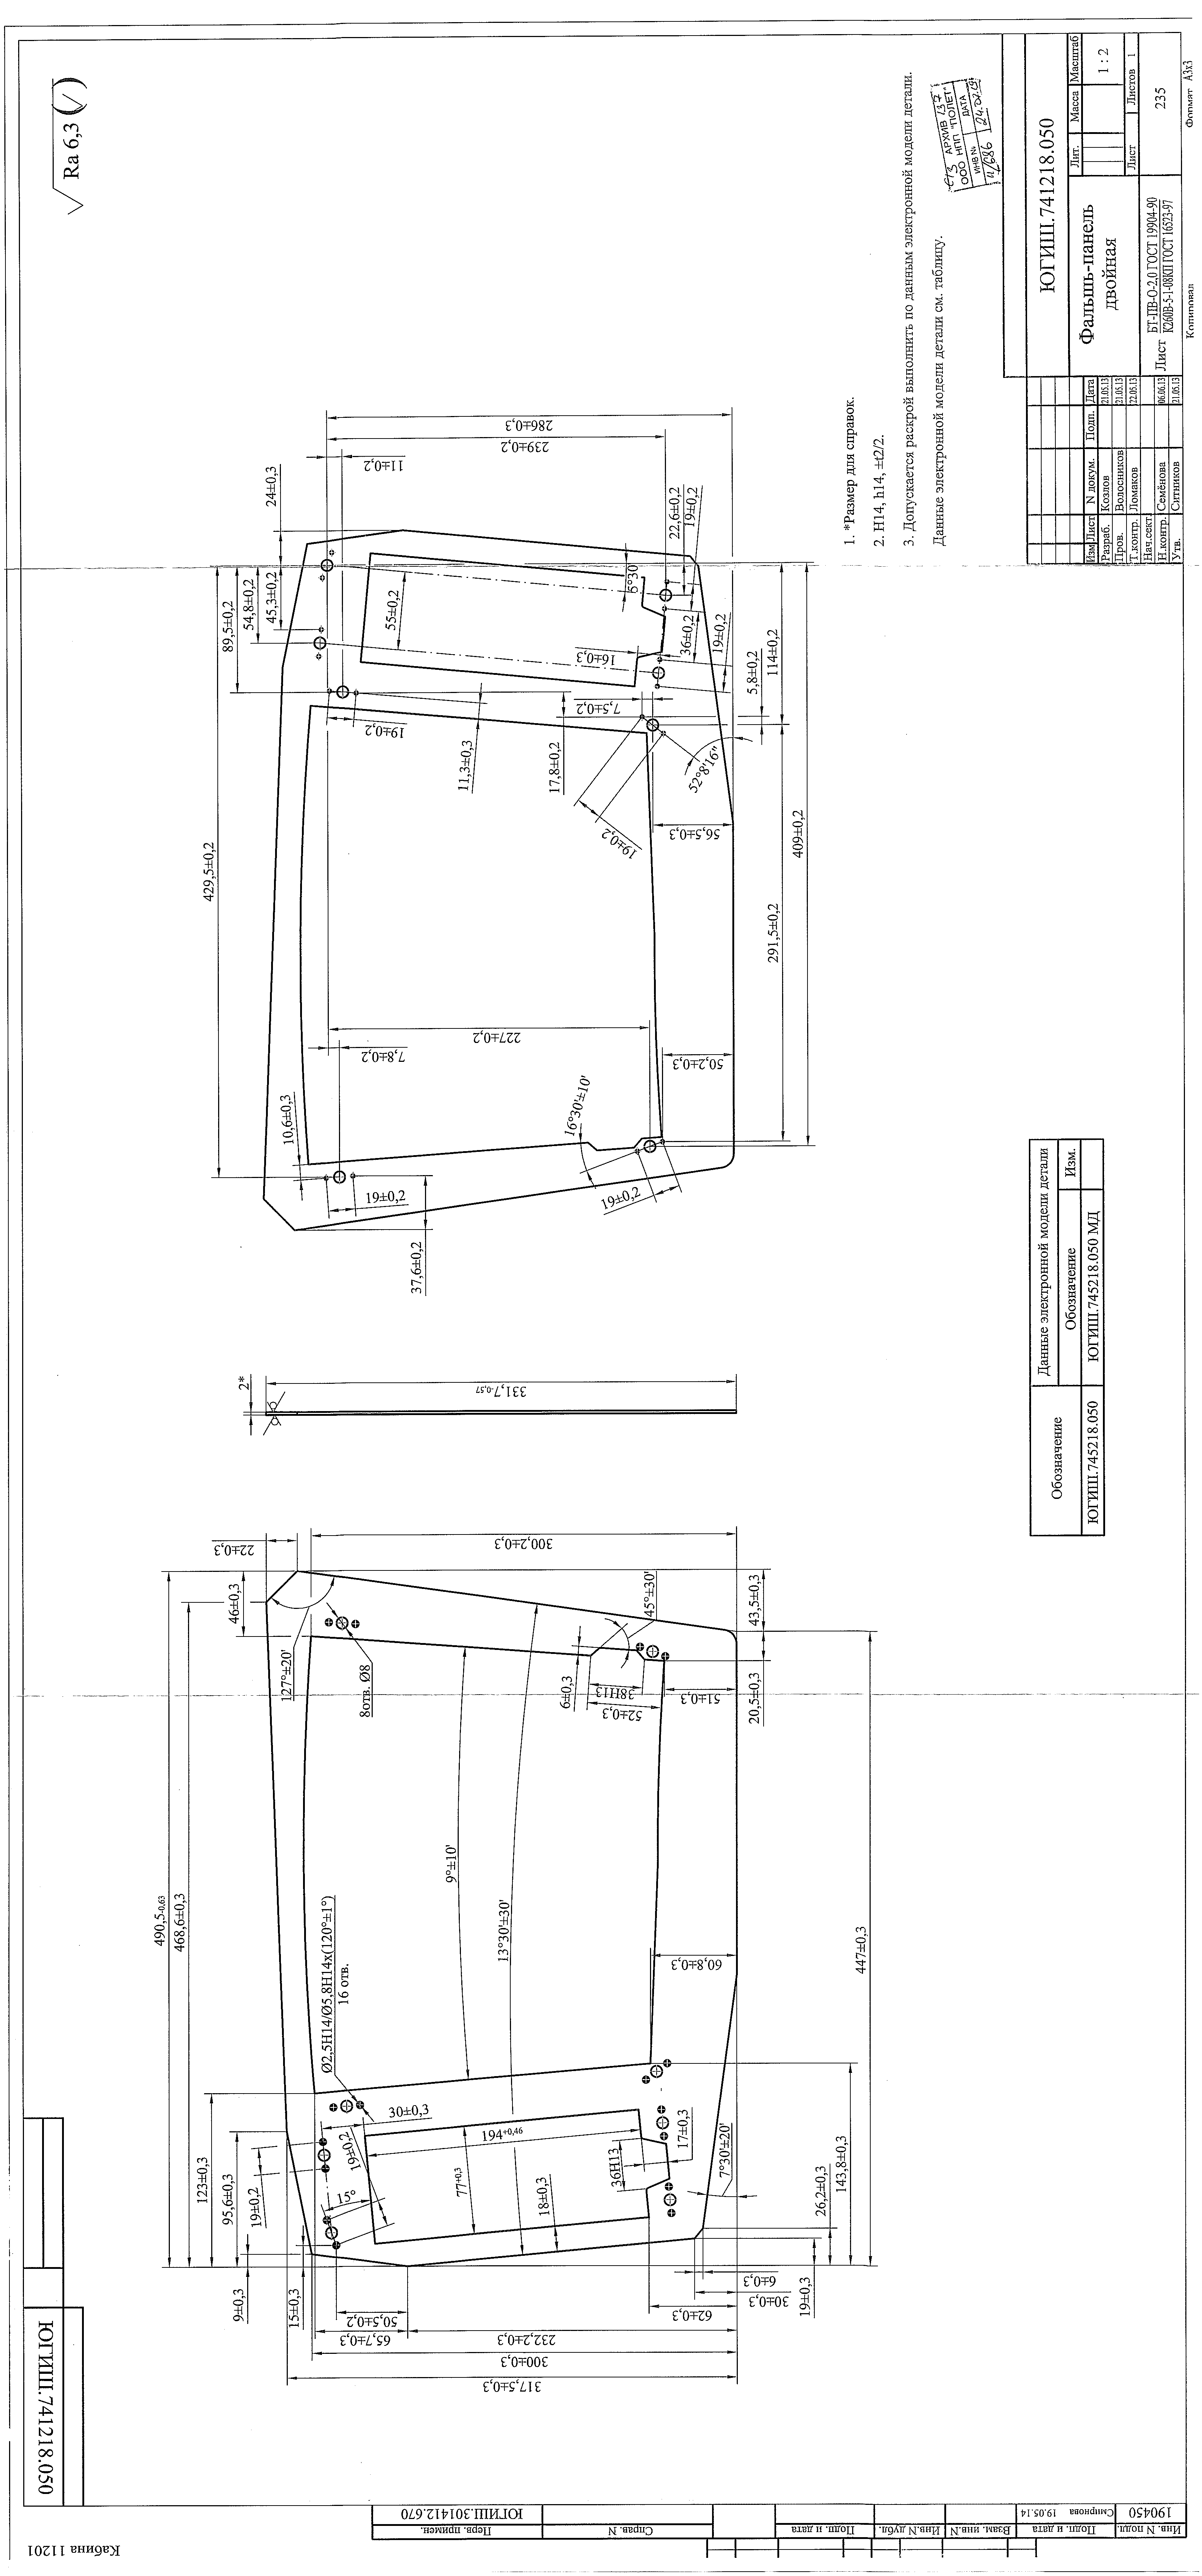 Кабина 11201
ЮГИШ.741218.050
Перв. примен.
ЮГИШ.301412.670
Справ. N
Подп. и дата
Инв.N дубл.
Взам. инв.N
Подп. и дата
Смирнова 19.05.14
Инв. N подл.
190450
Ra 6,3 (√)
490,5-0,63
468,6±0,3
123±0,3
95,6±0,3
19±0,2
9±0,3
15±0,3
46±0,3
22±0,3
127°±20'
8отв. Ø8
300,2±0,3
Ø2,5H14/Ø5,8H14x(120°±1°)
16 отв.
30±0,3
19±0,2
15°
194+0,46
77+0,3
18±0,3
36H13
17±0,3
9°±10'
13°30'±30'
6±0,3
38H13
52±0,3
45°±30'
51±0,3
43,5±0,3
20,5±0,3
60,8±0,3
7°30'±20'
26,2±0,3
143,8±0,3
447±0,3
19±0,3
6±0,3
30±0,3
62±0,3
50,5±0,2
65,7±0,3
232,2±0,3
300±0,3
317,5±0,3
2*
331,7-0,57
429,5±0,2
89,5±0,2
54,8±0,2
45,3±0,2
24±0,3
11±0,2
239±0,2
286±0,3
10,6±0,3
19±0,2
37,6±0,2
7,8±0,2
227±0,2
16°30'±10'
19±0,2
50,2±0,3
19±0,2
11,3±0,3
17,8±0,2
7,5±0,2
55±0,2
5°30'
16±0,3
36±0,2
22,6±0,2
19±0,2
19±0,2
5,8±0,2
114±0,2
52°8'16"
19±0,2
56,5±0,3
291,5±0,2
409±0,2
1. *Размер для справок.
2. H14, h14, ±t2/2.
3. Допускается раскрой выполнить по данным электронной модели детали.
Данные электронной модели детали см. таблицу.
Обозначение
Данные электронной модели детали
Обозначение
Изм.
ЮГИШ.745218.050
ЮГИШ.745218.050 МД
АРХИВ 137
ООО НПП "ПОЛЕТ"
ИНВ №
ДАТА
4/686
24.07.19
ЮГИШ.741218.050
Изм
Лист
N докум.
Подп.
Дата
Разраб.
Козлов
21.05.13
Пров.
Волосников
21.05.13
Т.контр.
Ломаков
22.05.13
Нач.сект.
Н.контр.
Семёнова
06.06.13
Утв.
Ситников
21.05.13
Фальшь-панель
двойная
Лит.
Масса
Масштаб
1 : 2
Лист
Листов 1
Лист БТ-ПВ-О-2,0 ГОСТ 19904-90
К260В-5-1-08КП ГОСТ 16523-97
235
Копировал
Формат А3х3